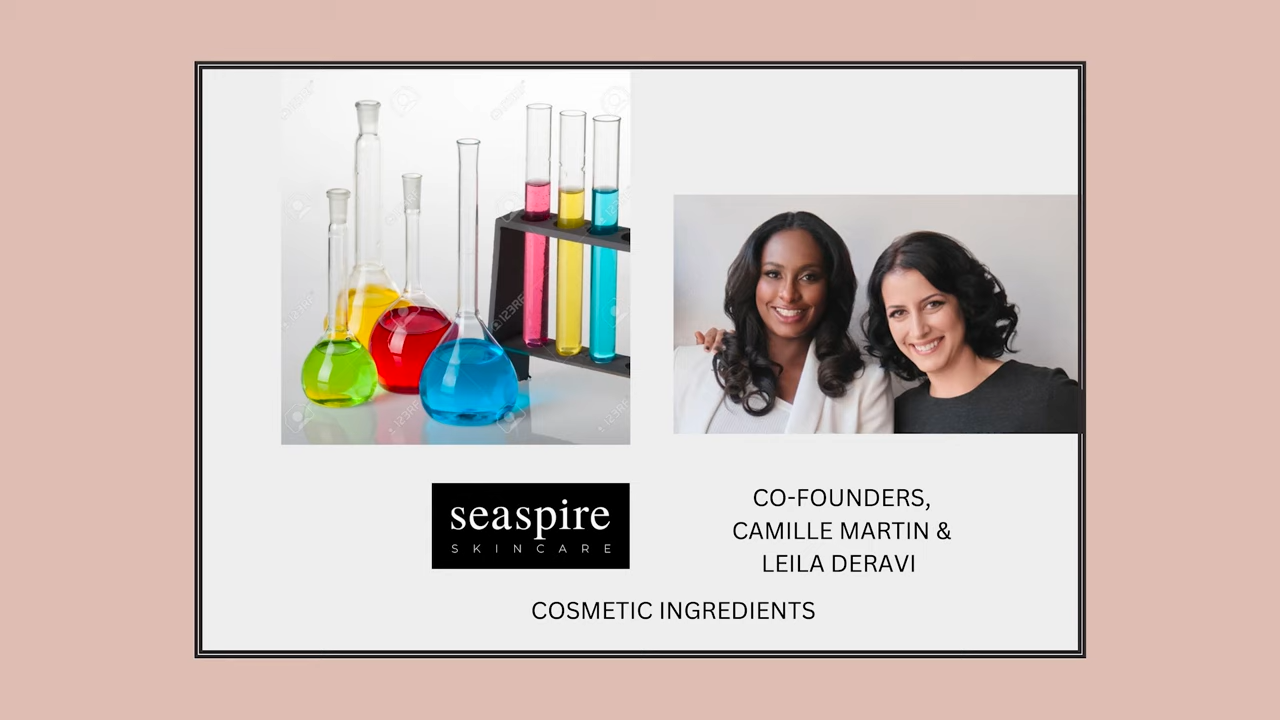 seaspire
SKINCARE
CO-FOUNDERS,
CAMILLE MARTIN &
LEILA DERAVI
COSMETIC INGREDIENTS